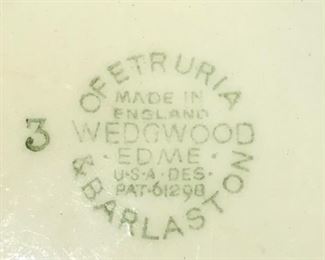 OF ETRURIA
MADE IN
ENGLAND
3
WEDGWOOD
·EDME·
U·S·A·DES·
PAT·61298
& BARLASTON